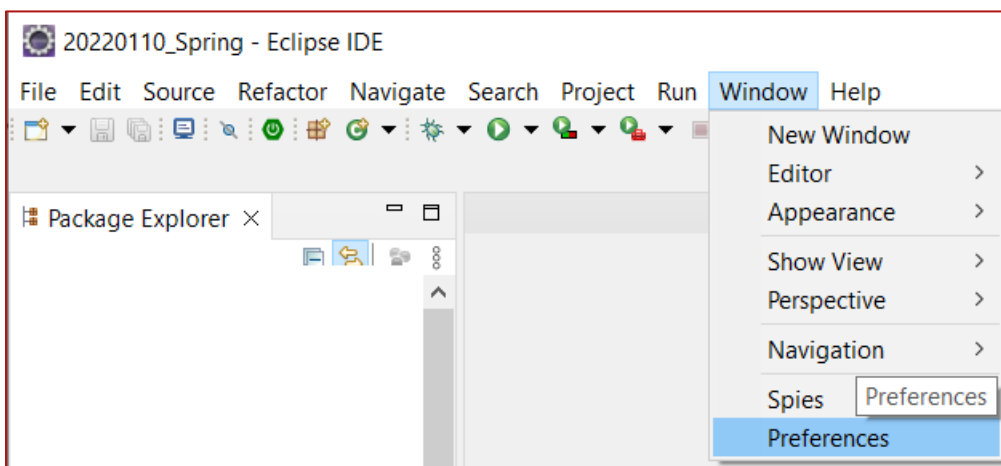 20220110_Spring - Eclipse IDE
File Edit Source Refactor Navigate Search Project Run Window Help
New Window
Editor
Appearance
Package Explorer
Show View
Perspective
Navigation
Spies
Preferences
Preferences